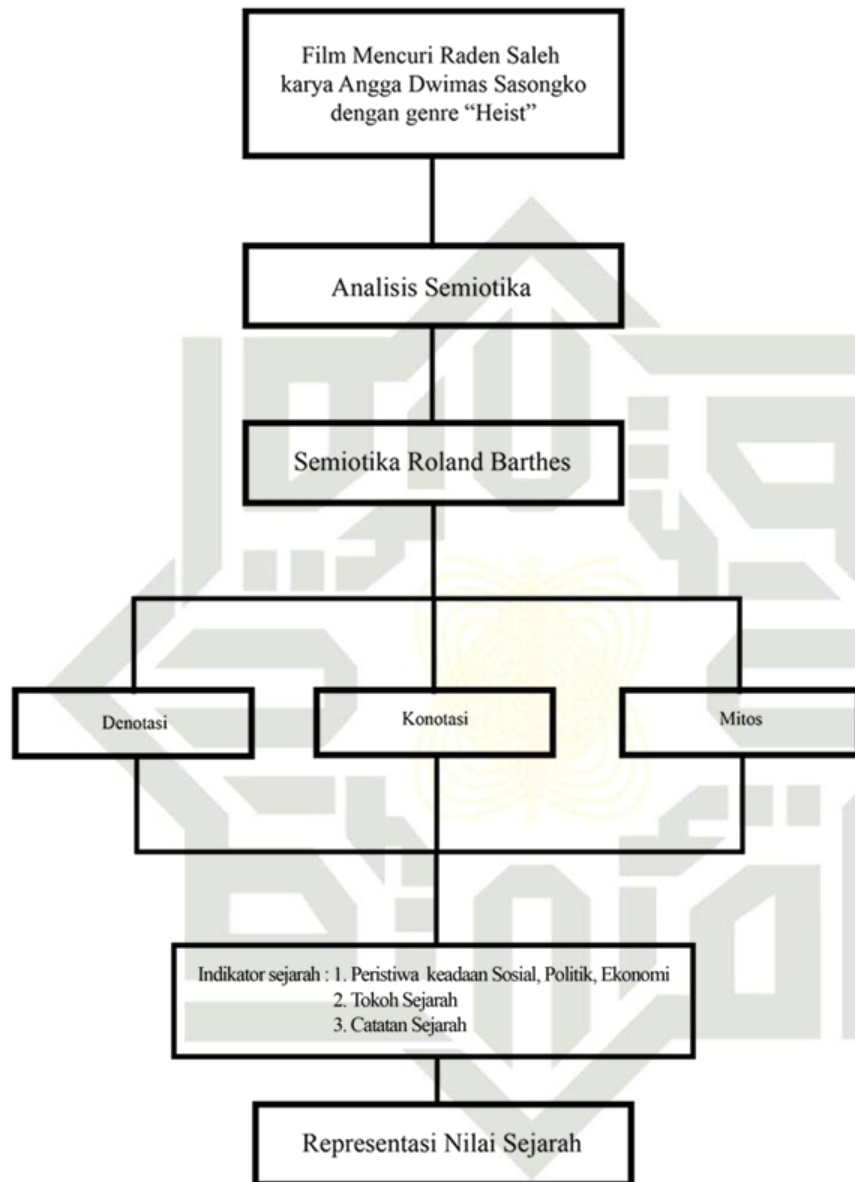 Film Mencuri Raden Saleh
karya Angga Dwimas Sasongko
dengan genre “Heist”
Analisis Semiotika
Semiotika Roland Barthes
Denotasi
Konotasi
Mitos
Indikator sejarah : 1. Peristiwa keadaan Sosial, Politik, Ekonomi
2. Tokoh Sejarah
3. Catatan Sejarah
Representasi Nilai Sejarah